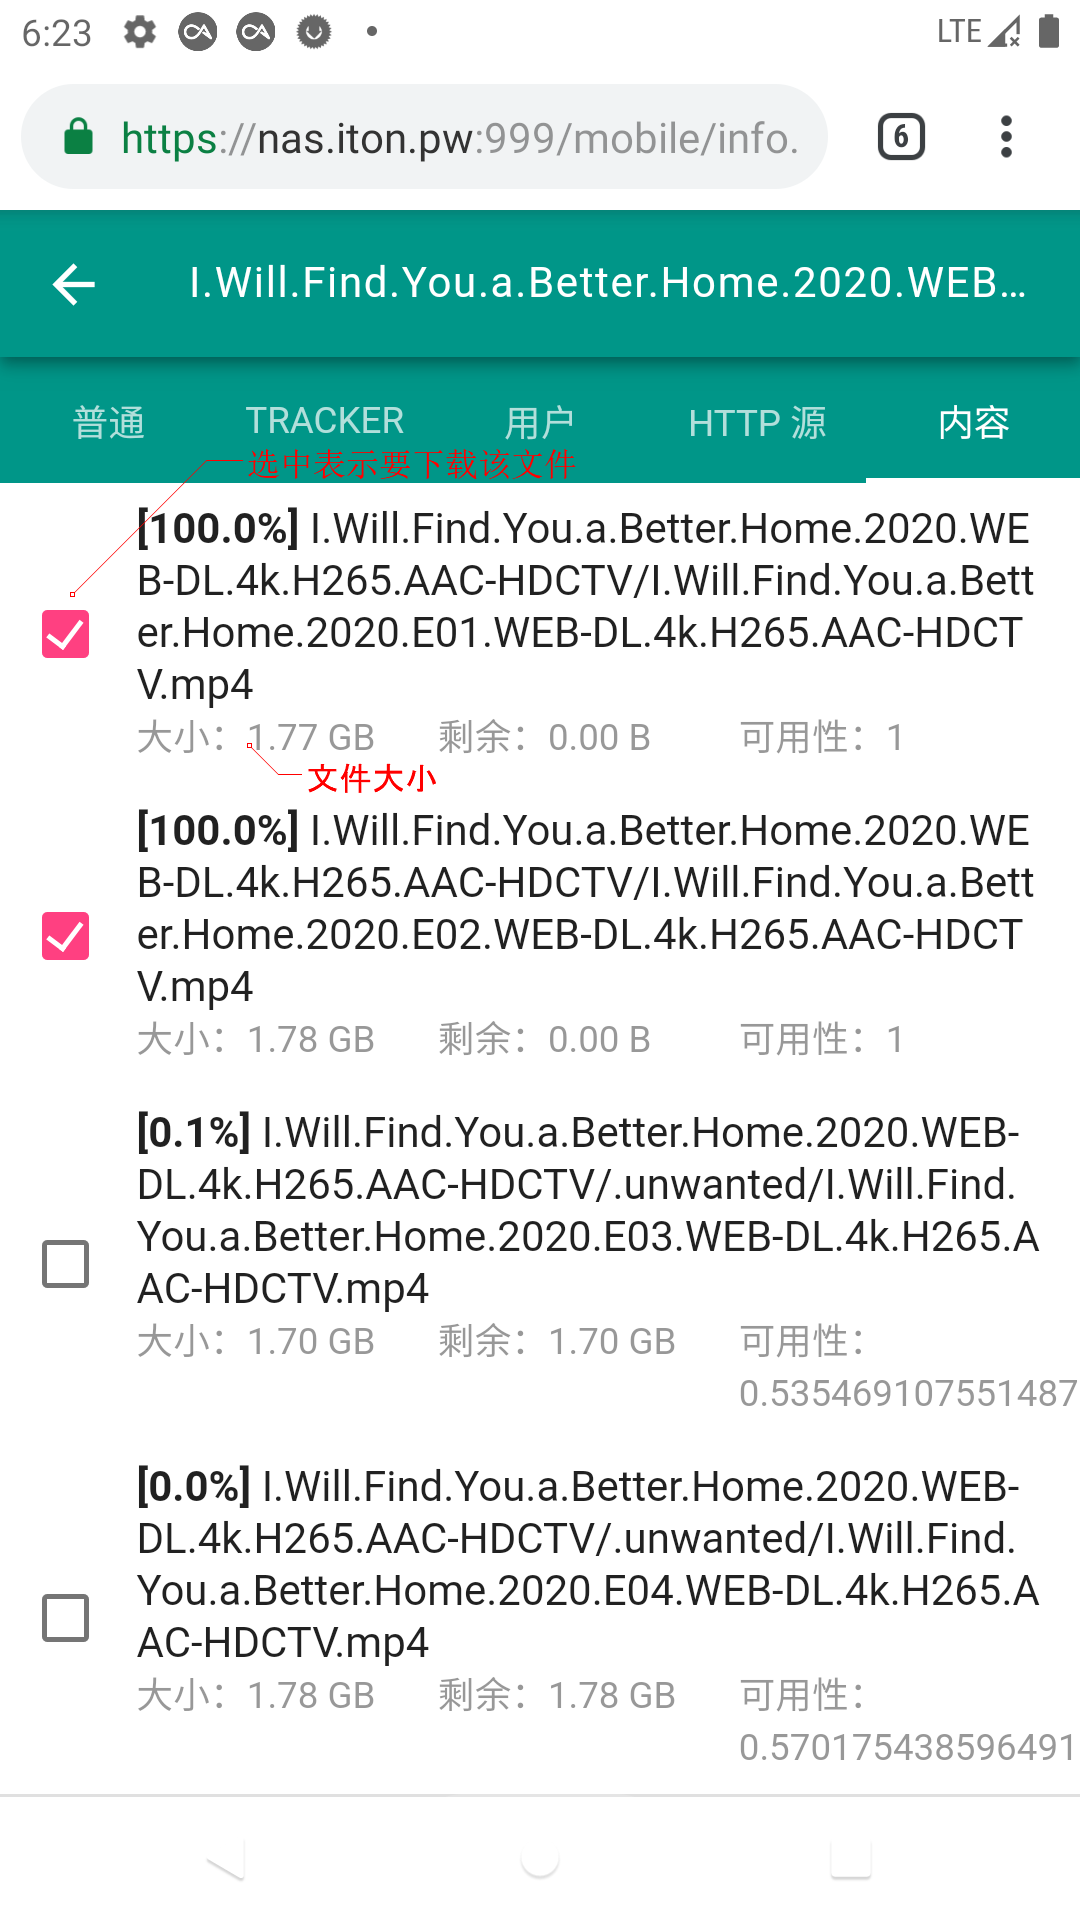 6:23
LTE
https://nas.iton.pw:999/mobile/info.
6
I.Will.Find.You.a.Better.Home.2020.WEB...
普通
TRACKER
用户
HTTP 源
内容
选中表示要下载该文件
[100.0%] I.Will.Find.You.a.Better.Home.2020.WE
B-DL.4k.H265.AAC-HDCTV/I.Will.Find.You.a.Bett
er.Home.2020.E01.WEB-DL.4k.H265.AAC-HDCT
V.mp4
大小：1.77 GB 剩余：0.00 B 可用性：1
文件大小
[100.0%] I.Will.Find.You.a.Better.Home.2020.WE
B-DL.4k.H265.AAC-HDCTV/I.Will.Find.You.a.Bett
er.Home.2020.E02.WEB-DL.4k.H265.AAC-HDCT
V.mp4
大小：1.78 GB 剩余：0.00 B 可用性：1
[0.1%] I.Will.Find.You.a.Better.Home.2020.WEB-
DL.4k.H265.AAC-HDCTV/.unwanted/I.Will.Find.
You.a.Better.Home.2020.E03.WEB-DL.4k.H265.A
AC-HDCTV.mp4
大小：1.70 GB 剩余：1.70 GB 可用性：
0.535469107551487
[0.0%] I.Will.Find.You.a.Better.Home.2020.WEB-
DL.4k.H265.AAC-HDCTV/.unwanted/I.Will.Find.
You.a.Better.Home.2020.E04.WEB-DL.4k.H265.A
AC-HDCTV.mp4
大小：1.78 GB 剩余：1.78 GB 可用性：
0.570175438596491